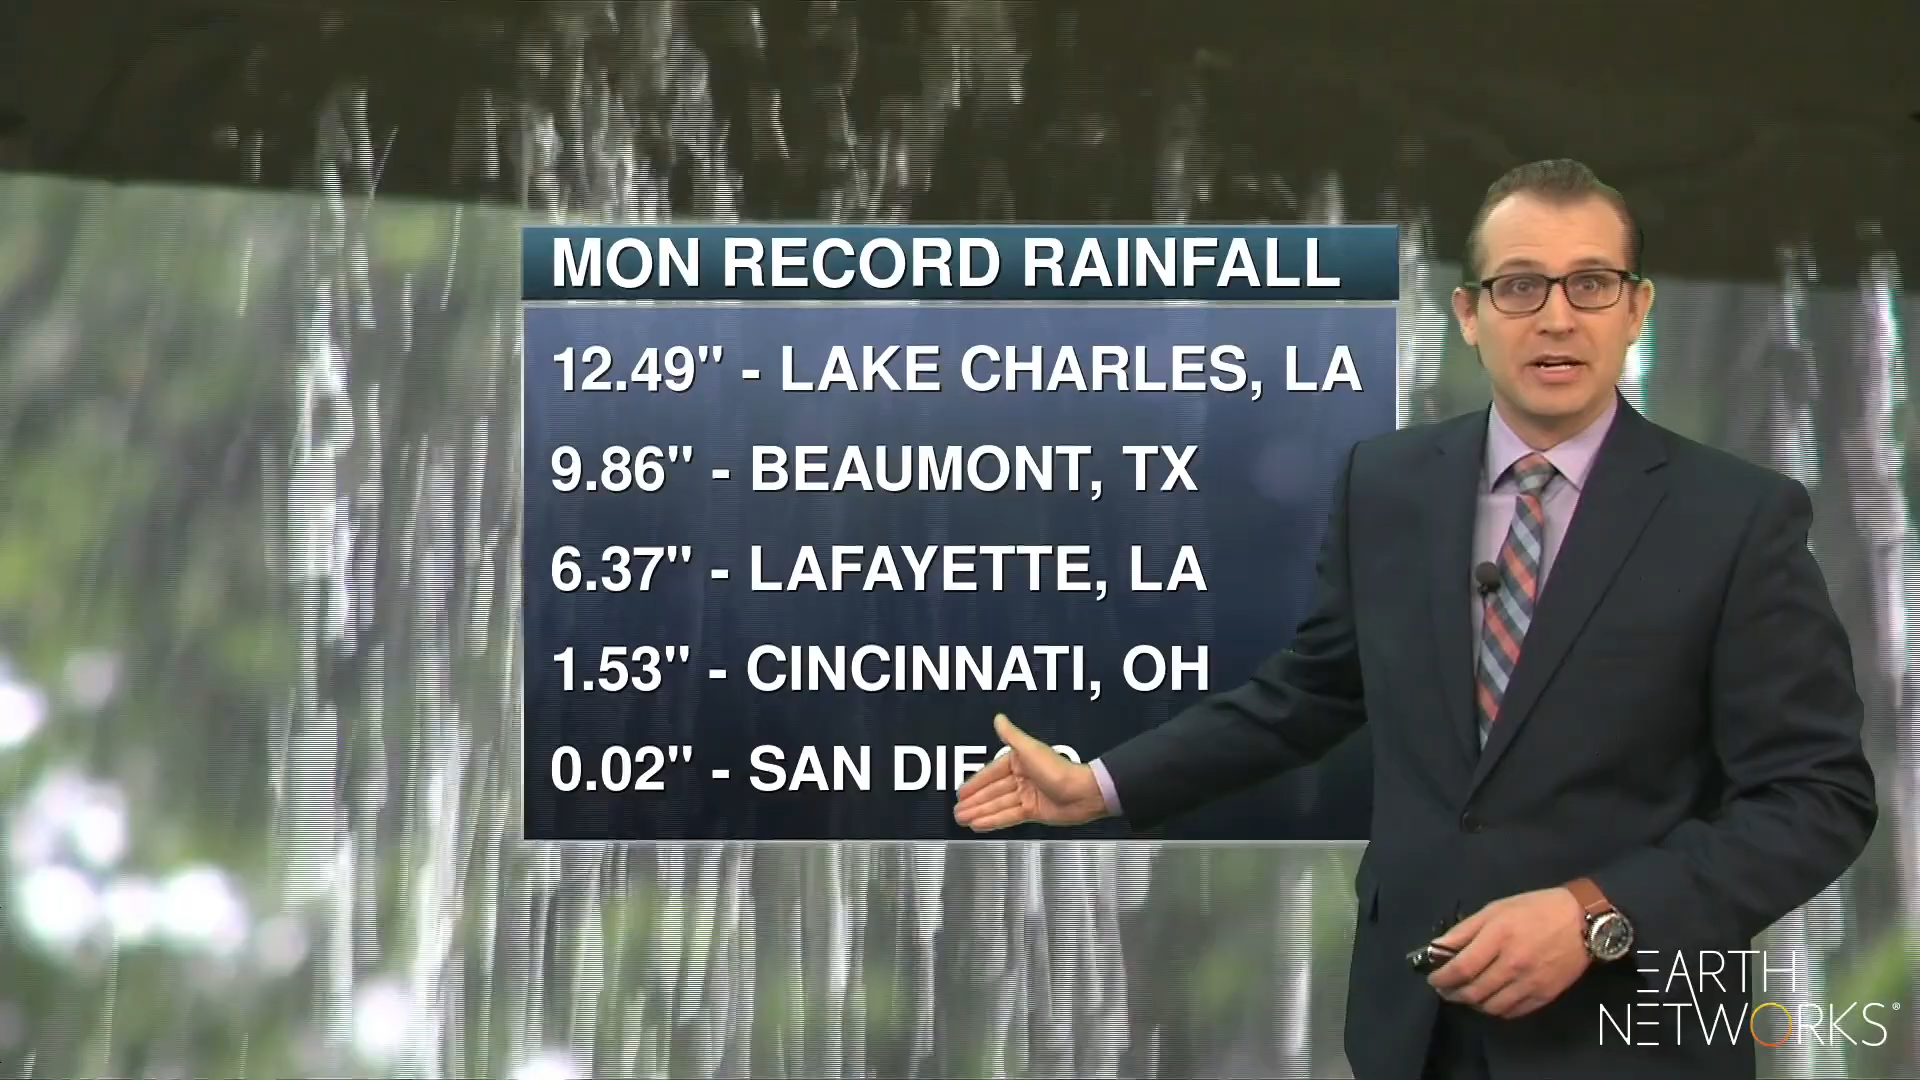 MON RECORD RAINFALL
12.49" - LAKE CHARLES, LA
9.86" - BEAUMONT, TX
6.37" - LAFAYETTE, LA
1.53" - CINCINNATI, OH
0.02" - SAN DIEGO
EARTH
NETWORKS®